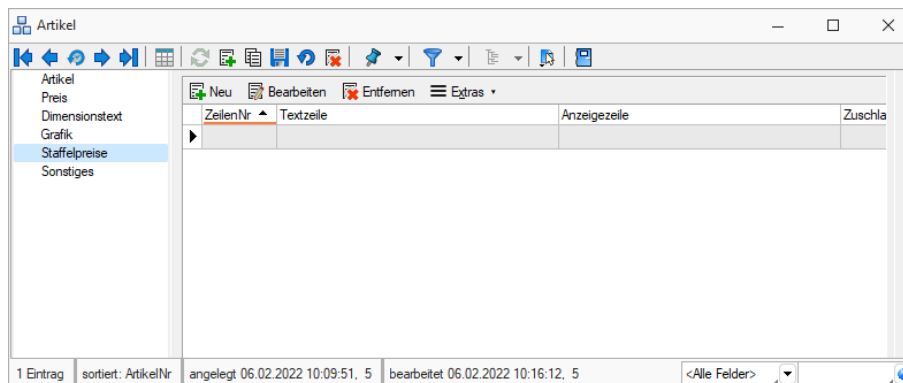 Artikel
Artikel
Preis
Dimensionstext
Grafik
Staffelpreise
Sonstiges
Neu Bearbeiten Entfernen Extras
ZeilenNr Textzeile Anzeigezeile Zuschla
1 Eintrag sortiert: ArtikelNr angelegt 06.02.2022 10:09:51, 5 bearbeitet 06.02.2022 10:16:12, 5 <Alle Felder>